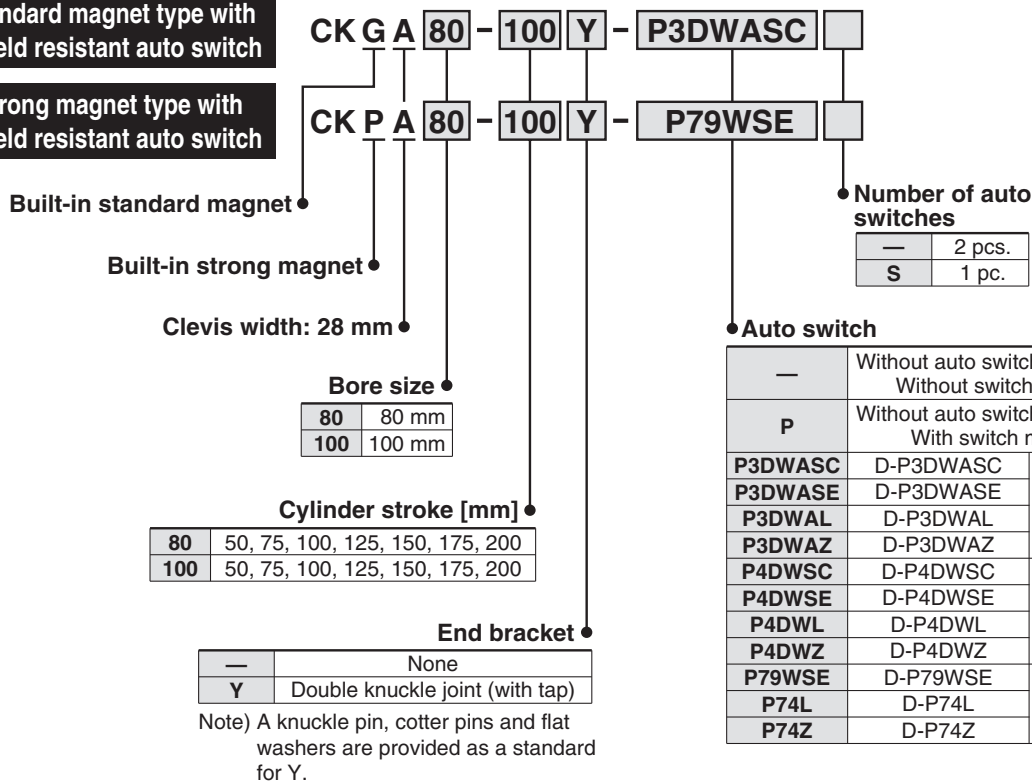 ndard magnet type with
eld resistant auto switch
CK G A 80 - 100 Y - P3DWASC
rong magnet type with
eld resistant auto switch
CK P A 80 - 100 Y - P79WSE
Built-in standard magnet
Built-in strong magnet
Clevis width: 28 mm
Bore size
80 80 mm
100 100 mm
Cylinder stroke [mm]
80 50, 75, 100, 125, 150, 175, 200
100 50, 75, 100, 125, 150, 175, 200
End bracket
— None
Y Double knuckle joint (with tap)
Note) A knuckle pin, cotter pins and flat
washers are provided as a standard
for Y.
Number of auto
switches
— 2 pcs.
S 1 pc.
Auto switch
— Without auto switch
Without switch
P Without auto switch
With switch
P3DWASC D-P3DWASC
P3DWASE D-P3DWASE
P3DWAL D-P3DWAL
P3DWAZ D-P3DWAZ
P4DWSC D-P4DWSC
P4DWSE D-P4DWSE
P4DWL D-P4DWL
P4DWZ D-P4DWZ
P79WSE D-P79WSE
P74L D-P74L
P74Z D-P74Z